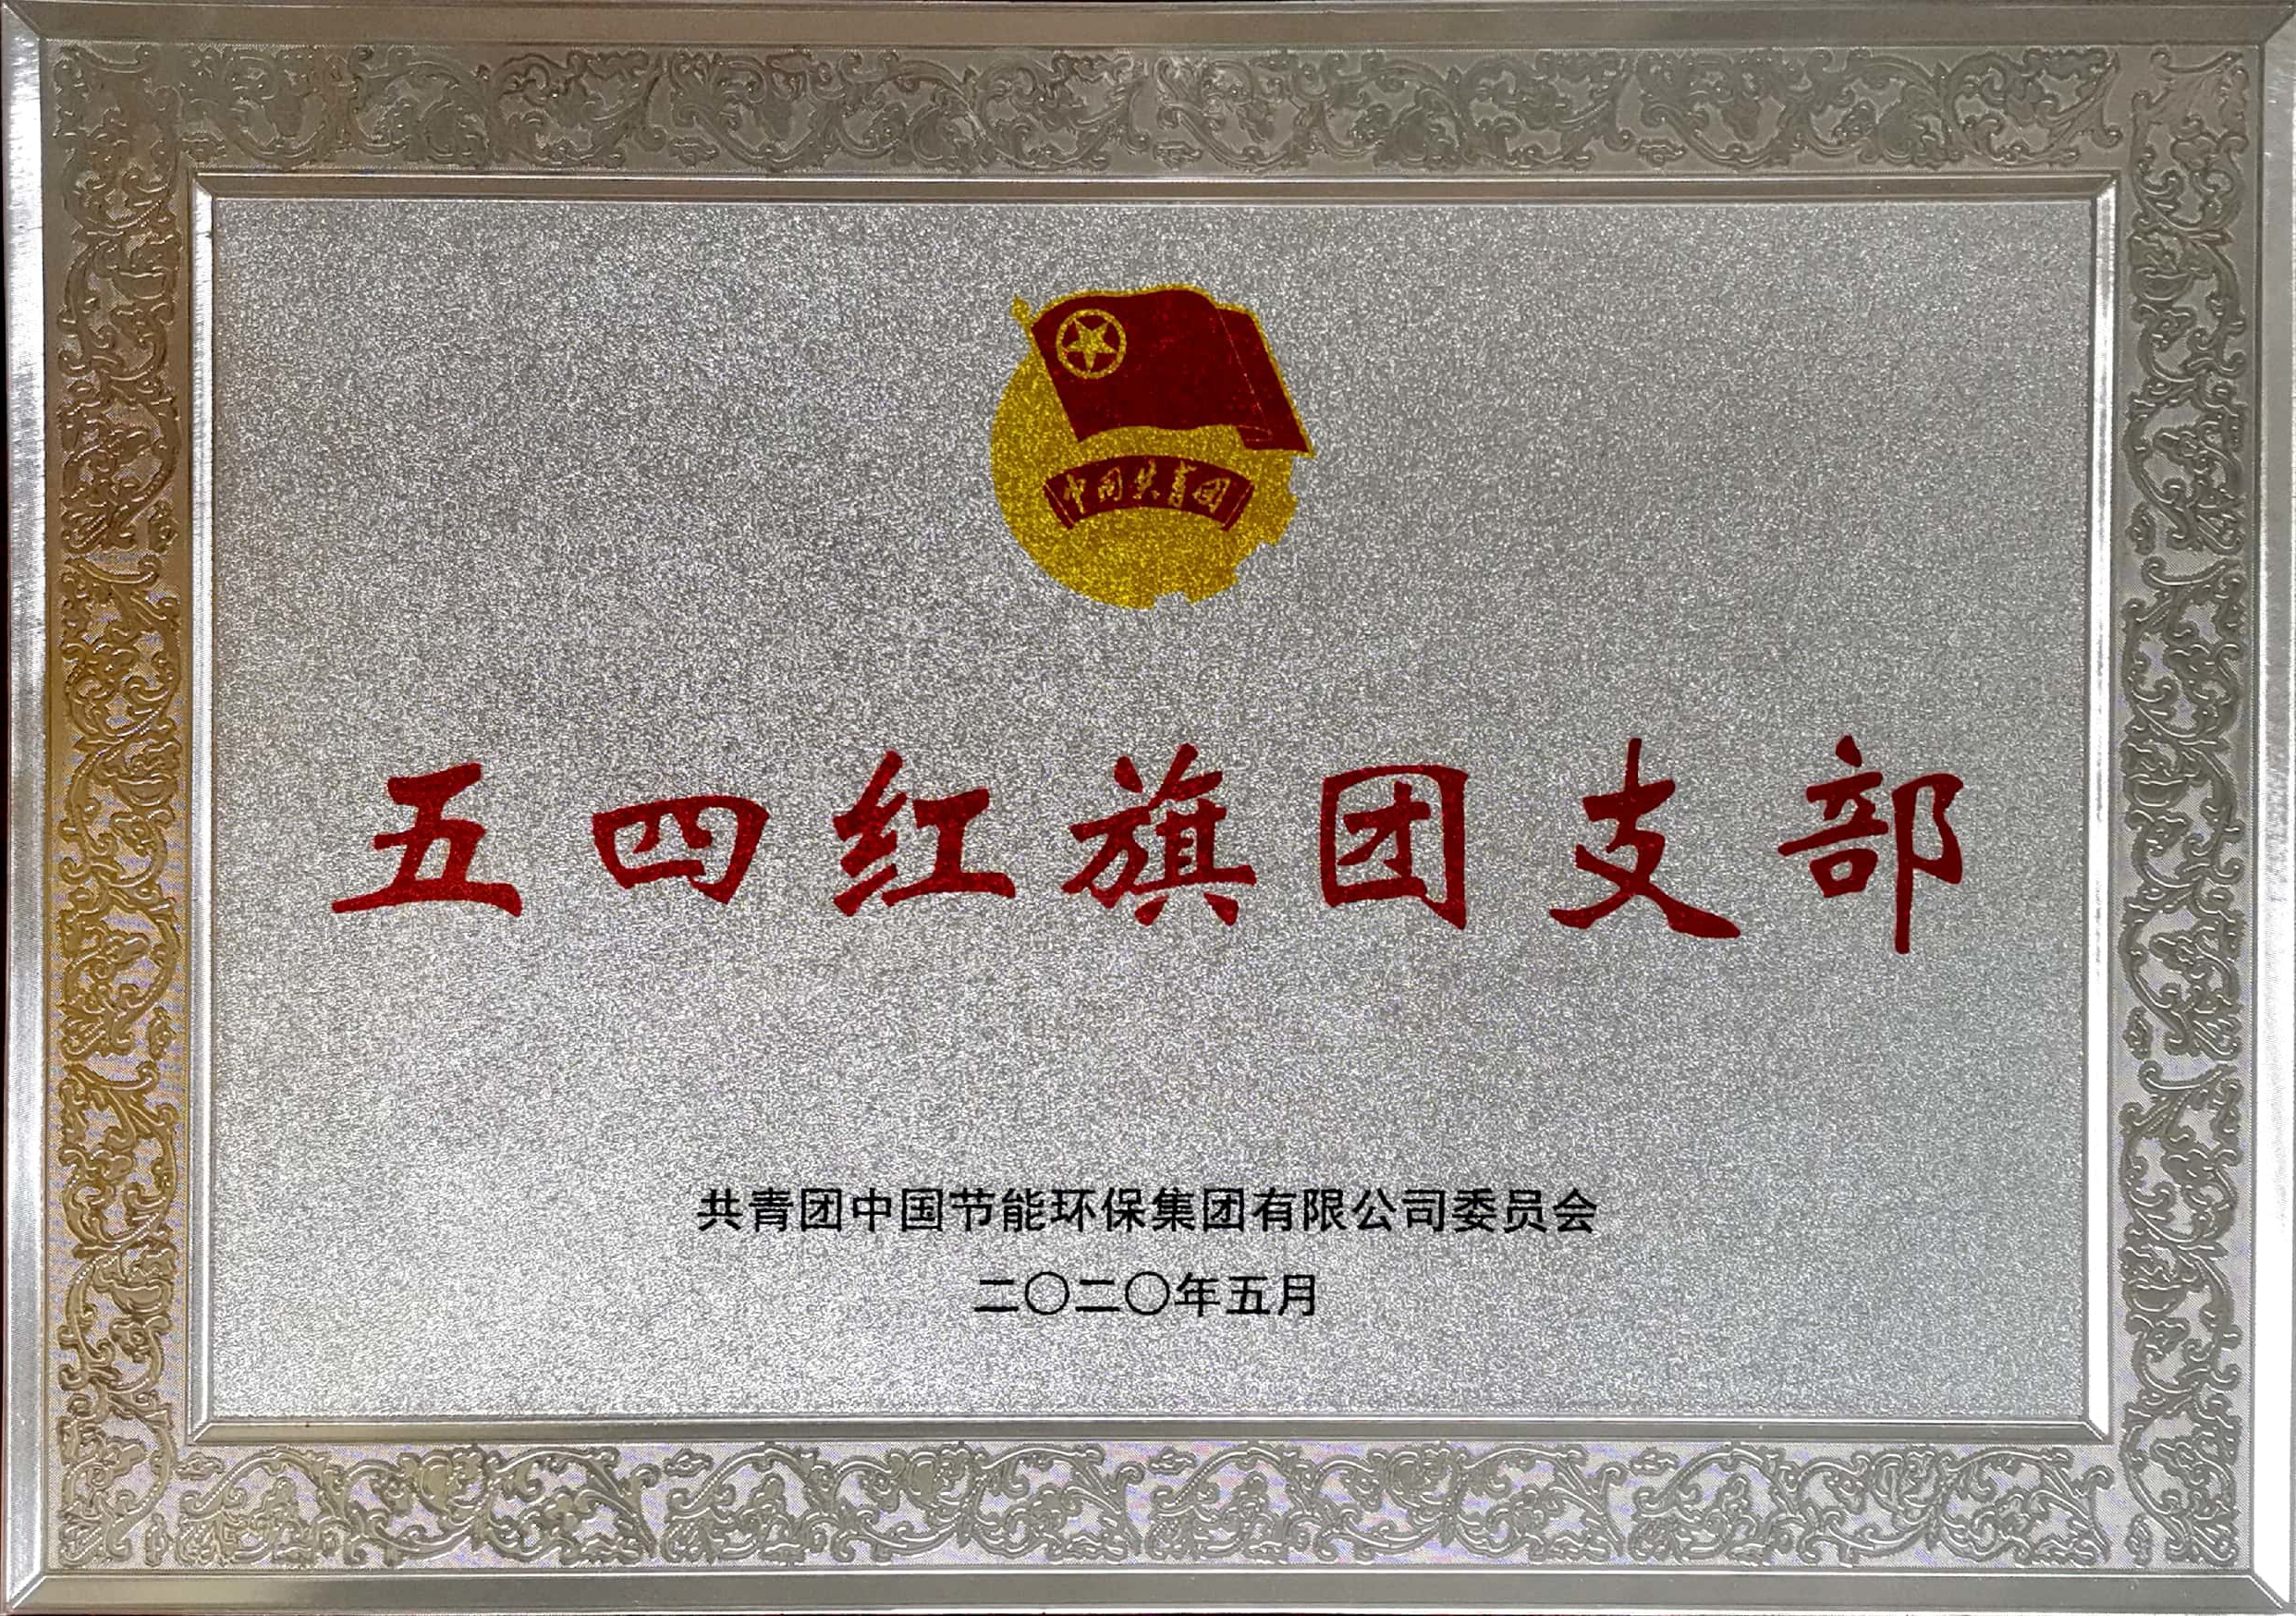 中国共青团
五四红旗团支部
共青团中国节能环保集团有限公司委员会
二〇二〇年五月